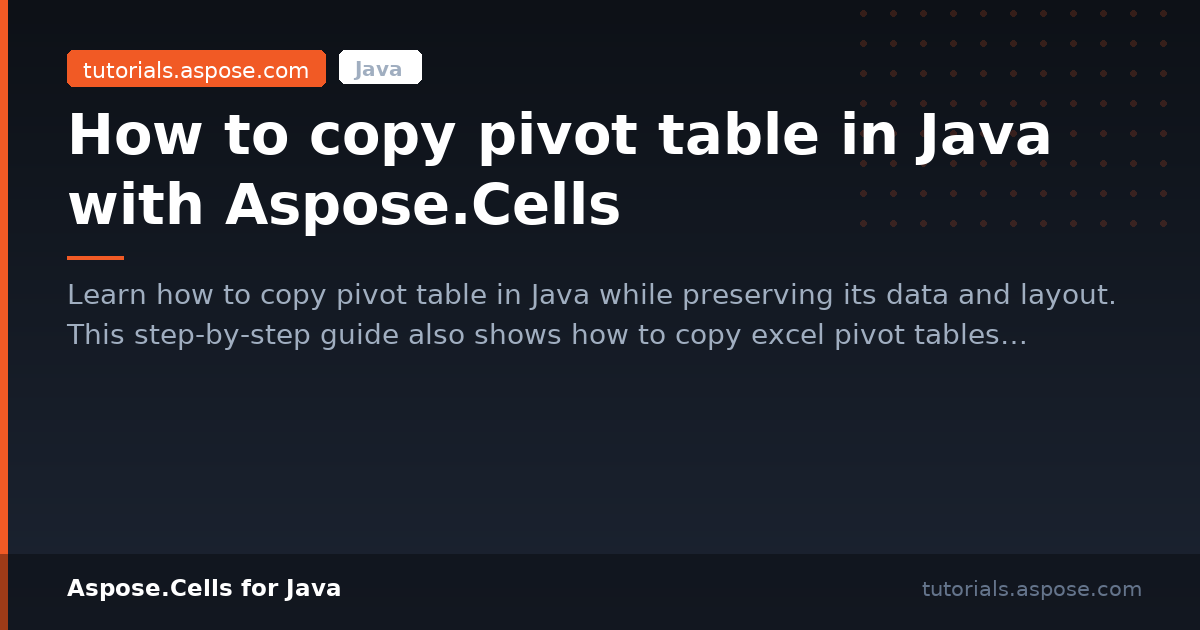 tutorials.aspose.com
Java
How to copy pivot table in Java
with Aspose.Cells
Learn how to copy pivot table in Java while preserving its data and layout.
This step-by-step guide also shows how to copy excel pivot tables…
Aspose.Cells for Java
tutorials.aspose.com